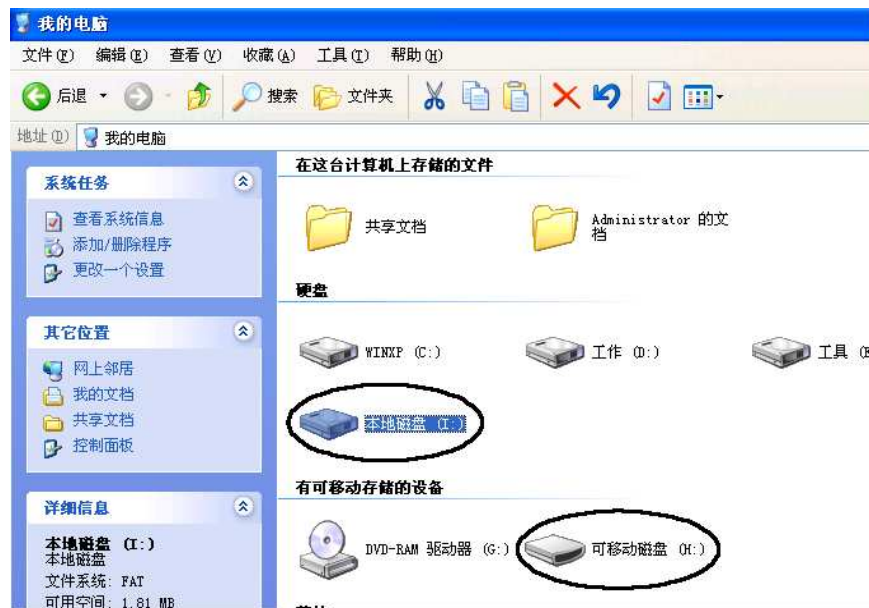 我的电脑
文件(F) 编辑(E) 查看(V) 收藏(A) 工具(T) 帮助(H)
后退 搜索 文件夹
地址(D) 我的电脑
系统任务
查看系统信息
添加/删除程序
更改一个设置
其它位置
网上邻居
我的文档
共享文档
控制面板
详细信息
本地磁盘 (I:)
本地磁盘
文件系统: FAT
可用空间: 1.81 MB
在这台计算机上存储的文件
共享文档
Administrator 的文
档
硬盘
WINXP (C:)
工作 (D:)
工具 (E
本地磁盘 (I:)
有可移动存储的设备
DVD-RAM 驱动器 (G:)
可移动磁盘 (H:)